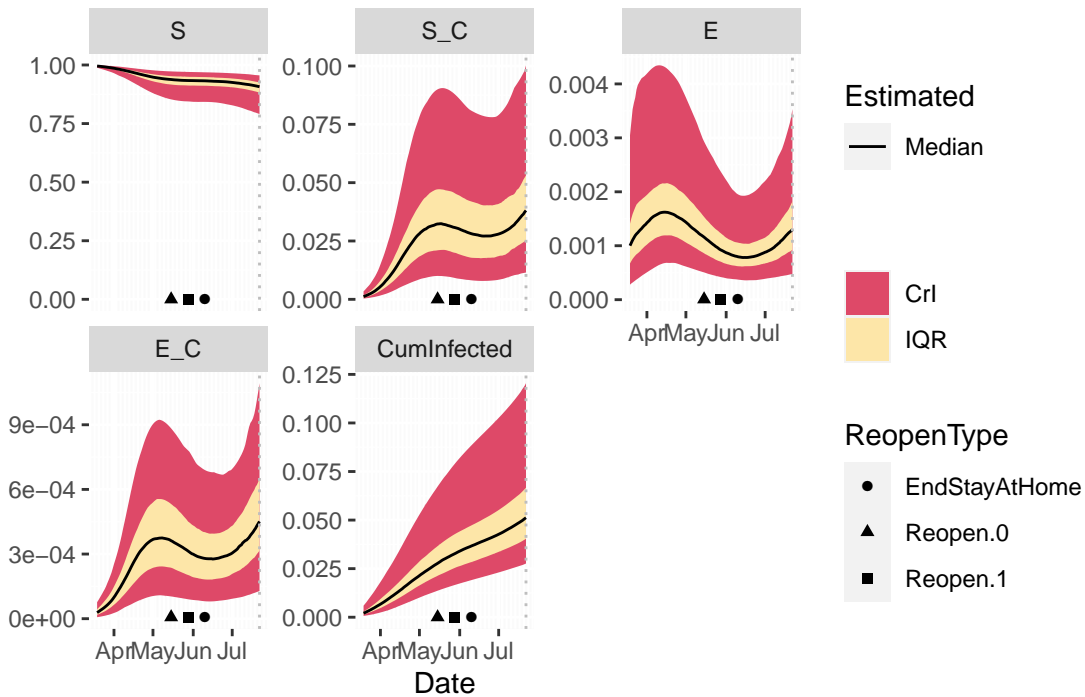 S
1.00
0.75
0.50
0.25
0.00
S_C
0.100
0.075
0.050
0.025
0.000
E
0.004
0.003
0.002
0.001
0.000
Apr May Jun Jul
E_C
9e−04
6e−04
3e−04
0e+00
Apr May Jun Jul
CumInfected
0.125
0.100
0.075
0.050
0.025
0.000
Apr May Jun Jul
Date
Estimated
Median
CrI
IQR
ReopenType
EndStayAtHome
Reopen.0
Reopen.1